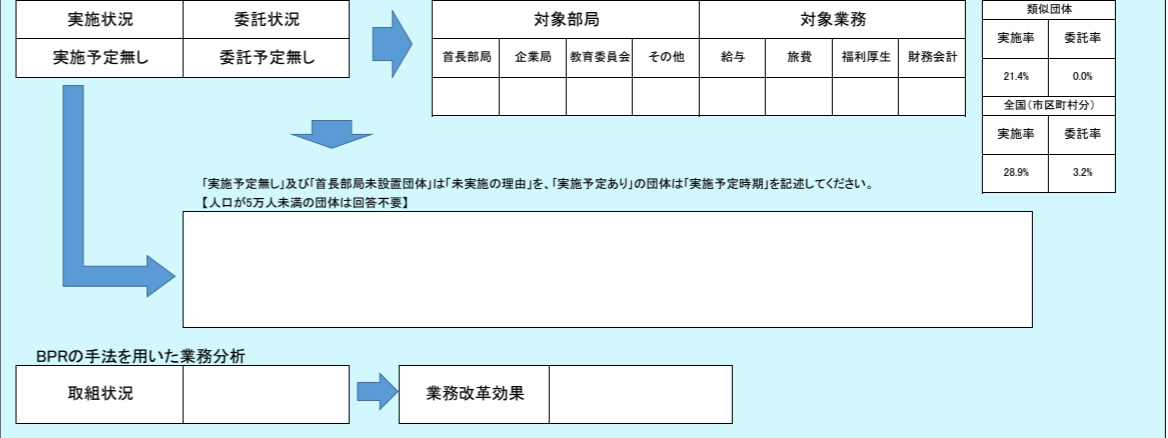 実施状況 委託状況
実施予定無し 委託予定無し
対象部局 対象業務
首長部局 企業局 教育委員会 その他 給与 旅費 福利厚生 財務会計
類似団体
実施率 委託率
21.4% 0.0%
全国(市区町村分)
実施率 委託率
28.9% 3.2%
「実施予定無し」及び「首長部局未設置団体」は「未実施の理由」を、「実施予定あり」の団体は「実施予定時期」を記述してください。
【人口が5万人未満の団体は回答不要】
BPRの手法を用いた業務分析
取組状況 業務改革効果